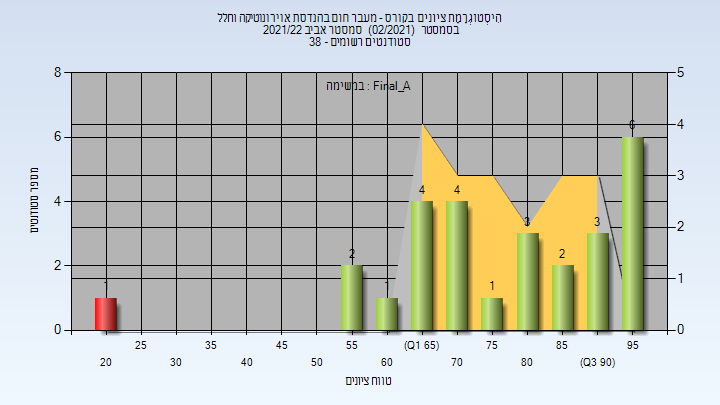 היסטוגרמת ציונים בקורס - מעבר חום בהנדסת אוירונוטיקה וחלל
בסמסטר (02/2021) סמסטר אביב 2021/22
סטודנטים רשומים - 38
במשימה : Final_A
מספר סטודנטים
8 6 4 2 0
5 4 3 2 1 0
1 2 1 4 4 1 3 2 3 6
25 35 45 55 (Q1 65) 75 85 95
20 30 40 50 60 70 80 (Q3 90)
טווח ציונים